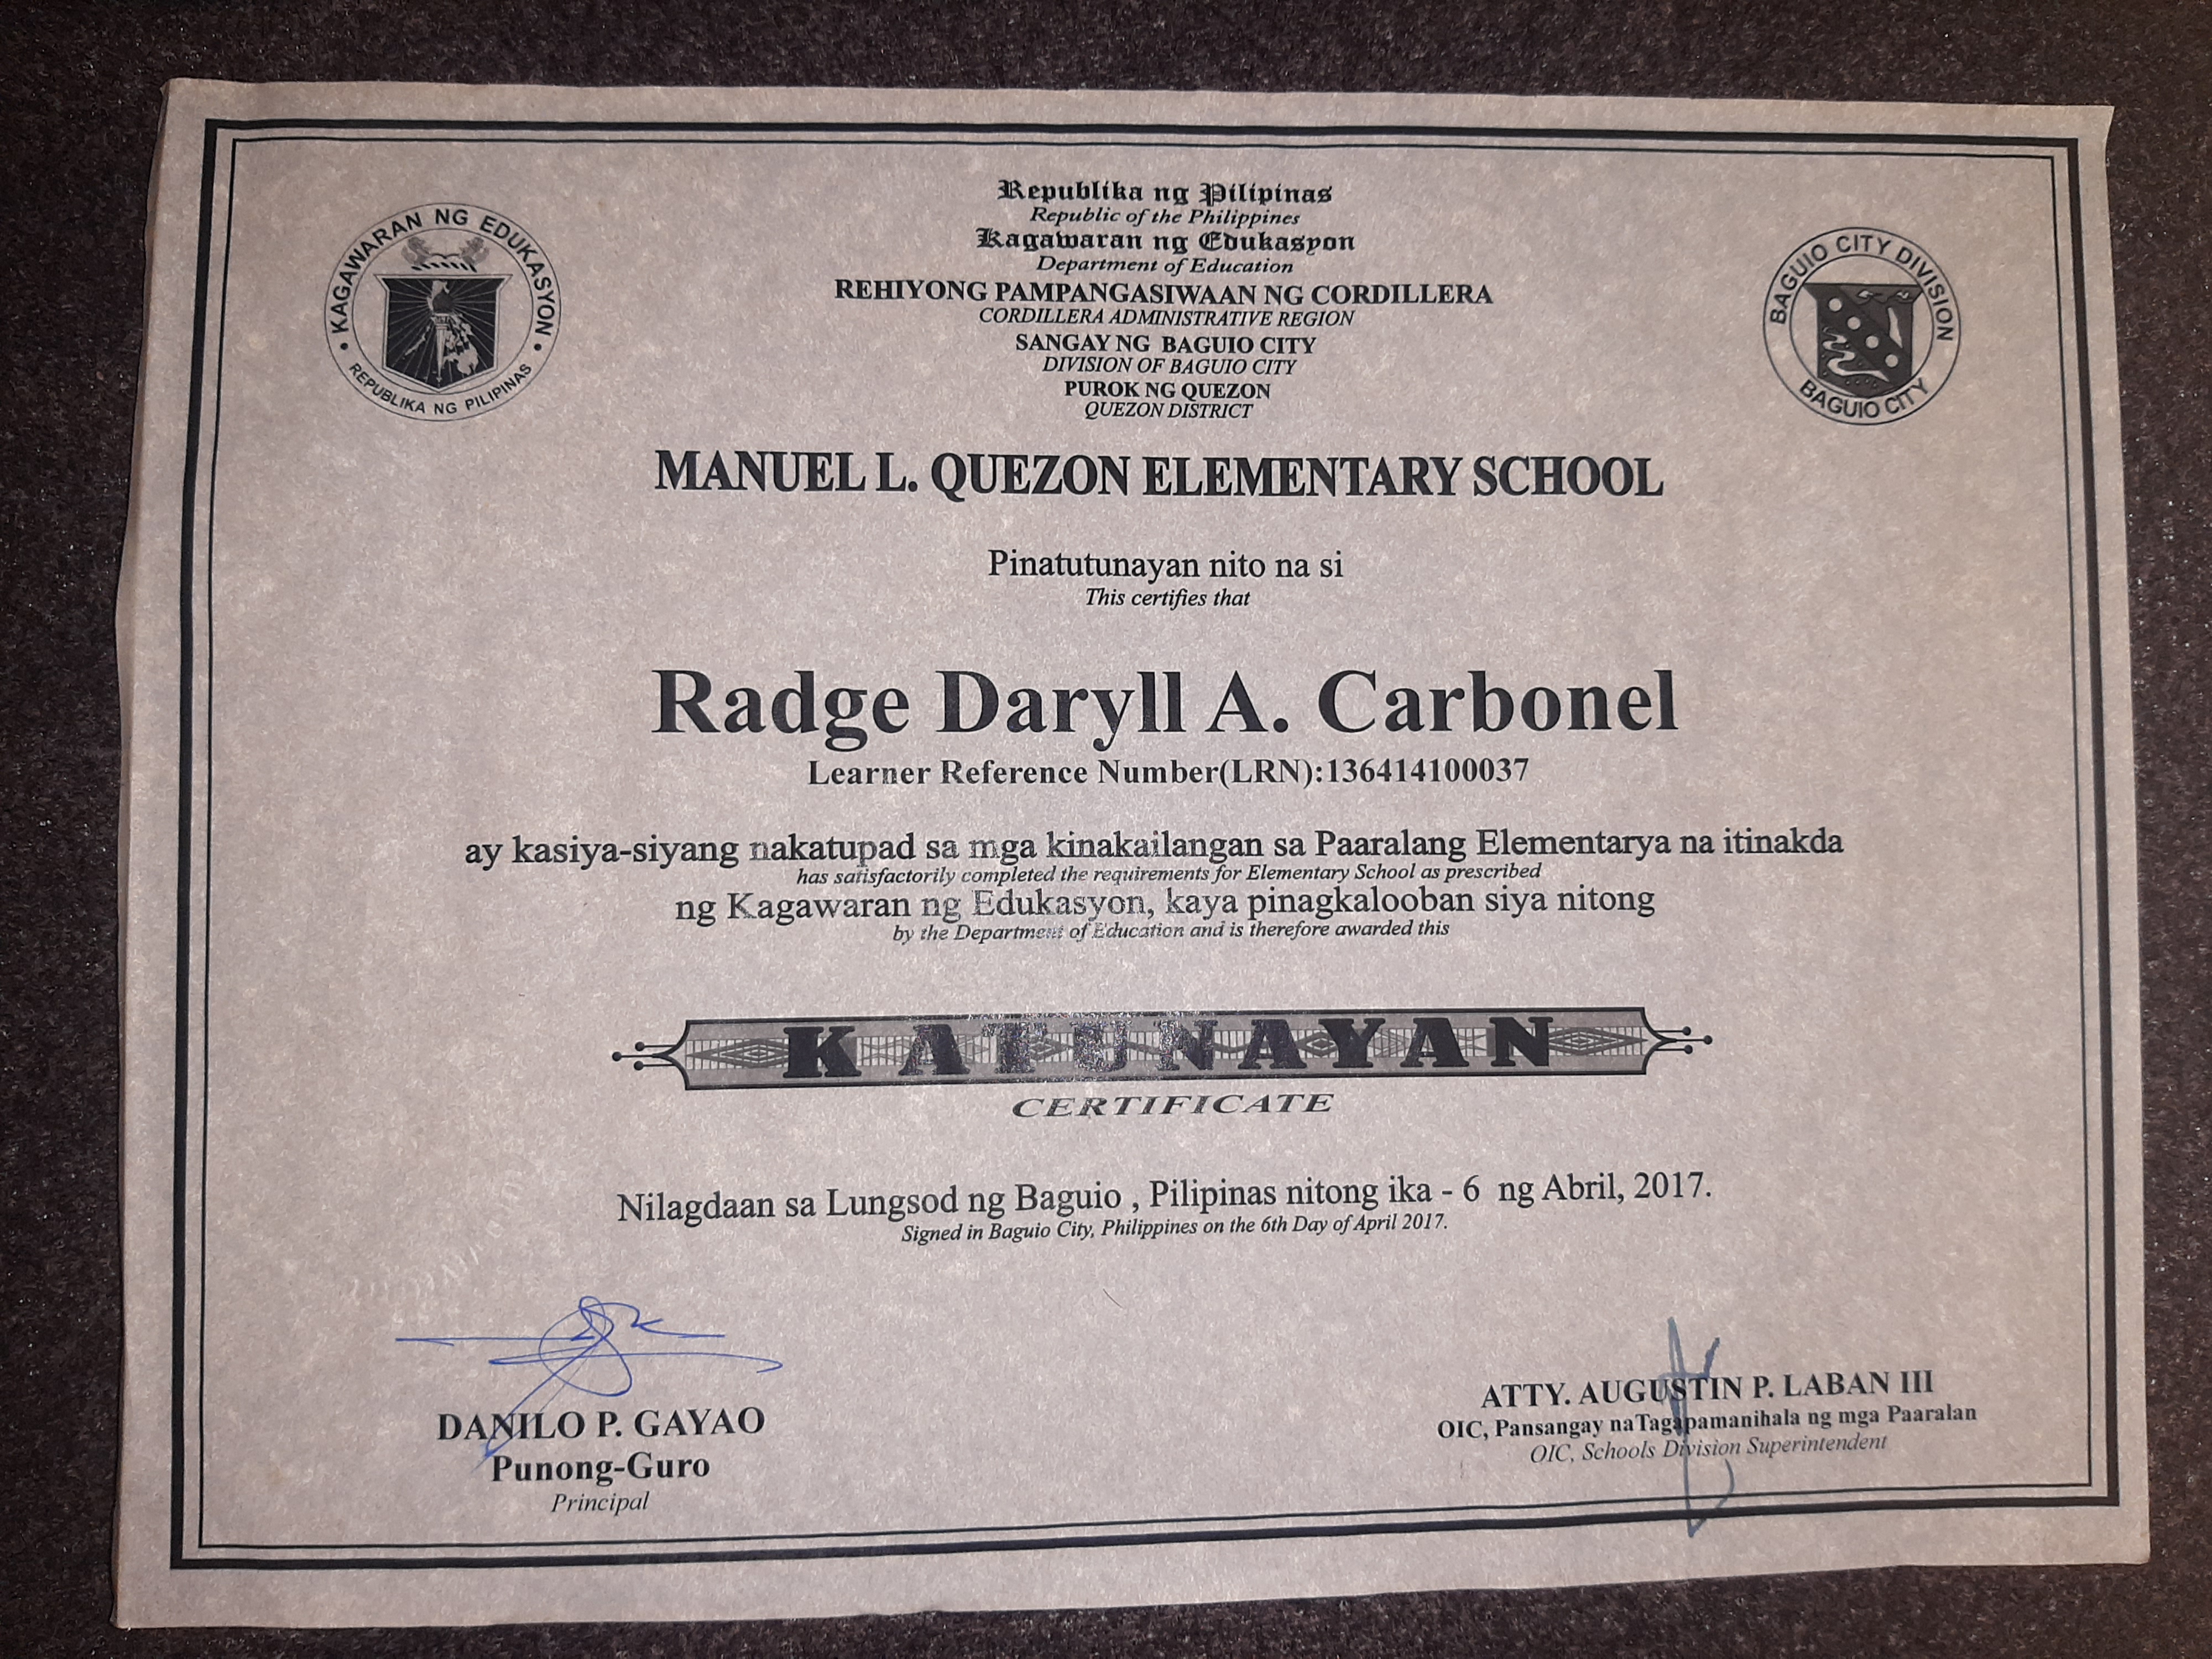 KAGAWARAN NG EDUKASYON
REPUBLIKA NG PILIPINAS
BAGUIO CITY DIVISION
BAGUIO CITY
Republika ng Pilipinas
Republic of the Philippines
Kagawaran ng Edukasyon
Department of Education
REHIYONG PAMPANGASIWAAN NG CORDILLERA
CORDILLERA ADMINISTRATIVE REGION
SANGAY NG BAGUIO CITY
DIVISION OF BAGUIO CITY
PUROK NG QUEZON
QUEZON DISTRICT
MANUEL L. QUEZON ELEMENTARY SCHOOL
Pinatutunayan nito na si
This certifies that
Radge Daryll A. Carbonel
Learner Reference Number(LRN):136414100037
ay kasiya-siyang nakatupad sa mga kinakailangan sa Paaralang Elementarya na itinakda
has satisfactorily completed the requirements for Elementary School as prescribed
ng Kagawaran ng Edukasyon, kaya pinagkalooban siya nitong
by the Department of Education and is therefore awarded this
KATUNAYAN
CERTIFICATE
Nilagdaan sa Lungsod ng Baguio , Pilipinas nitong ika - 6 ng Abril, 2017.
Signed in Baguio City, Philippines on the 6th Day of April 2017.
DANILO P. GAYAO
Punong-Guro
Principal
ATTY. AUGUSTIN P. LABAN III
OIC, Pansangay naTagapamanihala ng mga Paaralan
OIC, Schools Division Superintendent